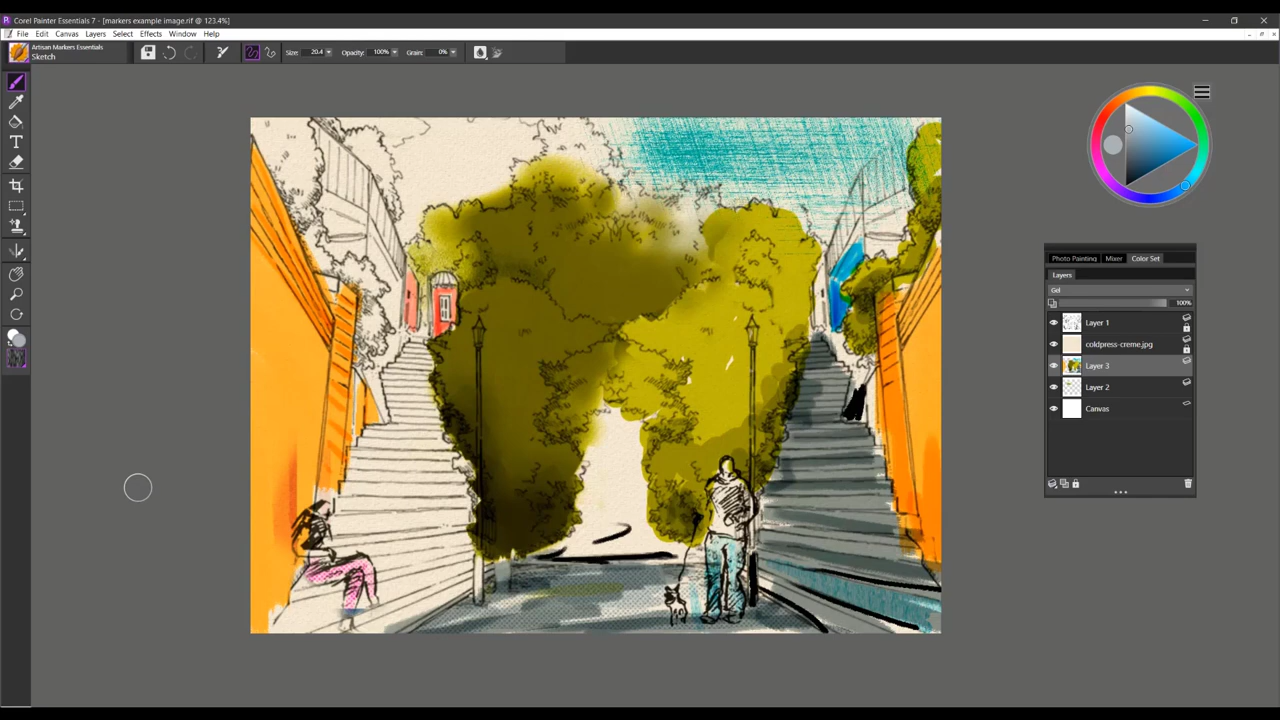 Corel Painter Essentials 7 - [markers example image.rif @ 123.4%]
File Edit Canvas Layers Select Effects Window Help
Artisan Markers Essentials
Sketch
Size: 20.4 Opacity: 100% Grain: 0%
Photo Painting Mixer Color Set
Layers
Gel
100%
Layer 1
coldpress-creme.jpg
Layer 3
Layer 2
Canvas